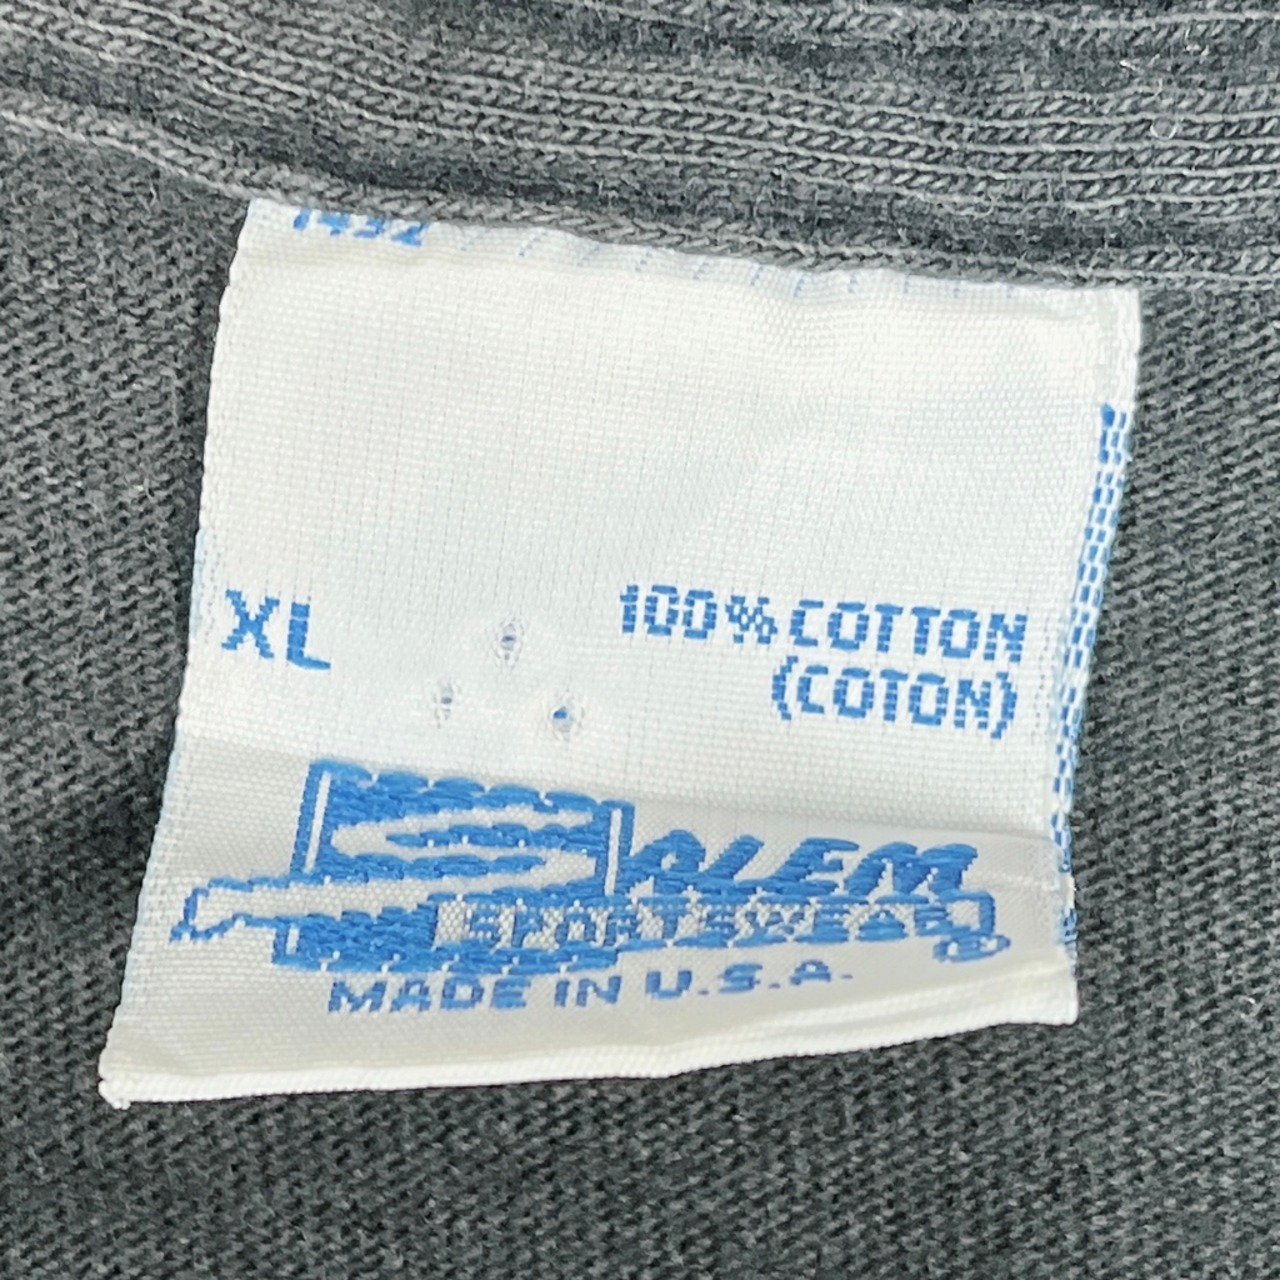 XL
100% COTTON
(COTON)
SALEM
SPORTSWEAR
®
MADE IN U.S.A.